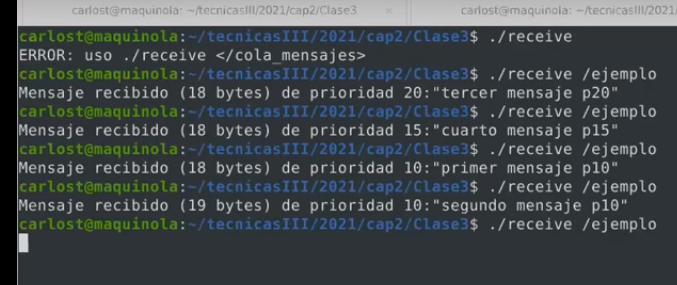 carlost@maquinola: ~/tecnicasIII/2021/cap2/Clase3 × carlost@maquinola: ~/tecnicasIII/2021/
carlost@maquinola:~/tecnicasIII/2021/cap2/Clase3$ ./receive
ERROR: uso ./receive </cola_mensajes>
carlost@maquinola:~/tecnicasIII/2021/cap2/Clase3$ ./receive /ejemplo
Mensaje recibido (18 bytes) de prioridad 20:"tercer mensaje p20"
carlost@maquinola:~/tecnicasIII/2021/cap2/Clase3$ ./receive /ejemplo
Mensaje recibido (18 bytes) de prioridad 15:"cuarto mensaje p15"
carlost@maquinola:~/tecnicasIII/2021/cap2/Clase3$ ./receive /ejemplo
Mensaje recibido (18 bytes) de prioridad 10:"primer mensaje p10"
carlost@maquinola:~/tecnicasIII/2021/cap2/Clase3$ ./receive /ejemplo
Mensaje recibido (19 bytes) de prioridad 10:"segundo mensaje p10"
carlost@maquinola:~/tecnicasIII/2021/cap2/Clase3$ ./receive /ejemplo